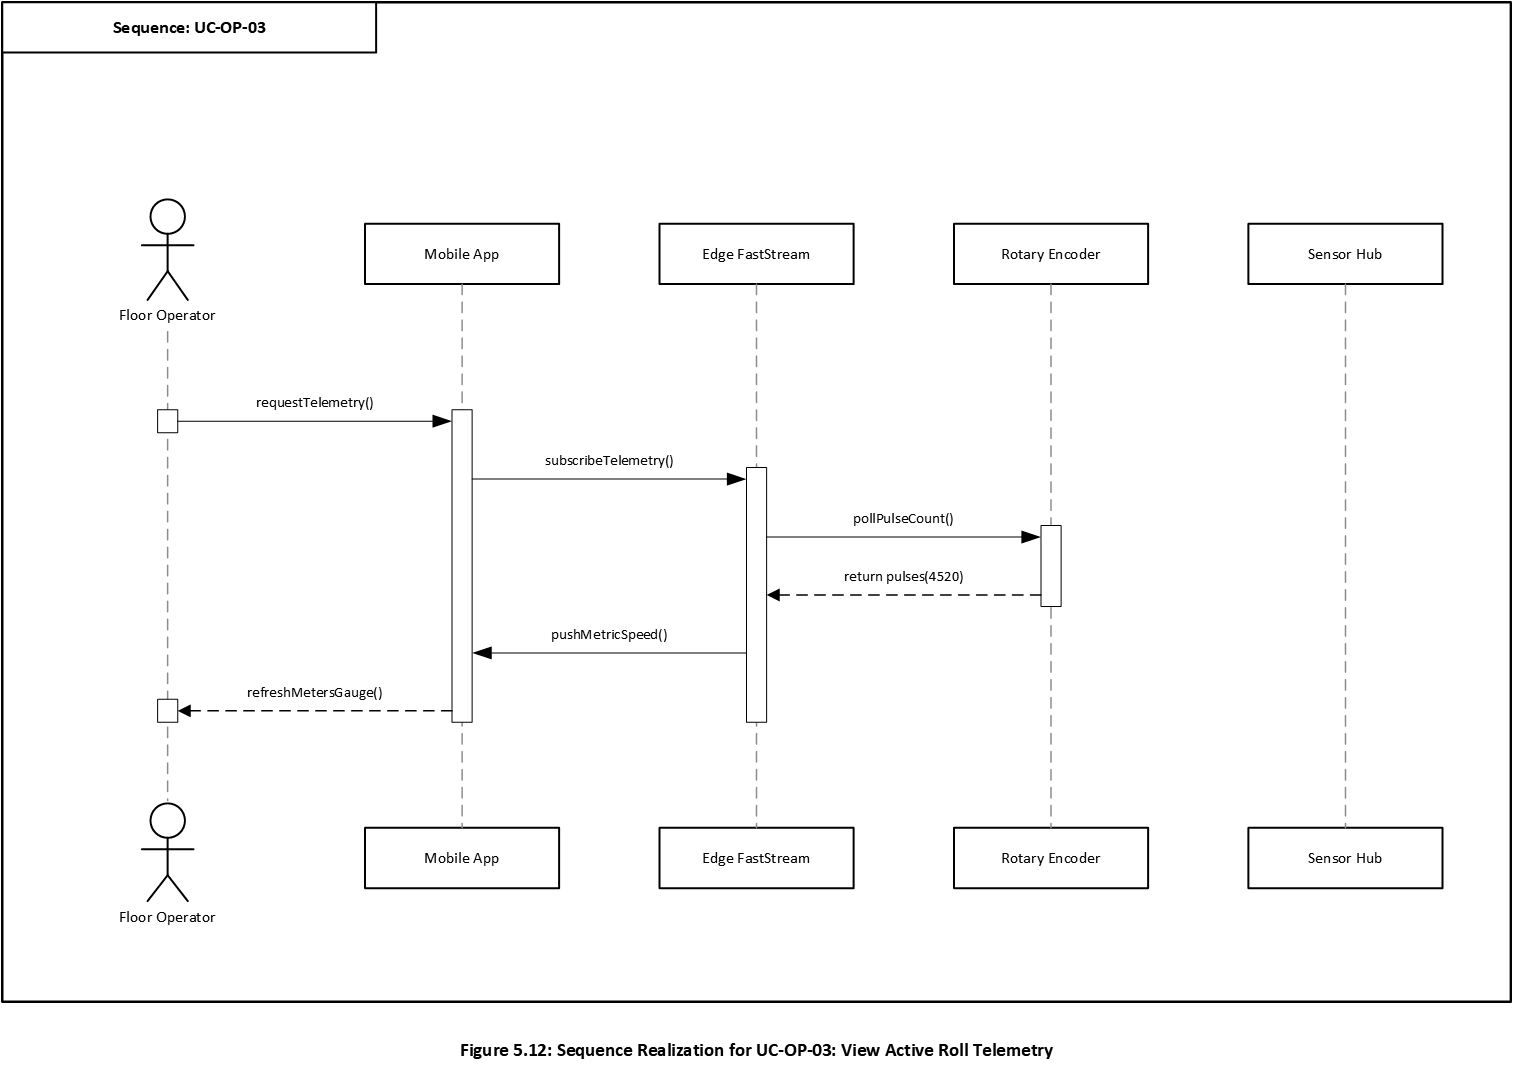 Sequence: UC-OP-03
Floor Operator
Mobile App
Edge FastStream
Rotary Encoder
Sensor Hub
requestTelemetry()
subscribeTelemetry()
pollPulseCount()
return pulses(4520)
pushMetricSpeed()
refreshMetersGauge()
Floor Operator
Mobile App
Edge FastStream
Rotary Encoder
Sensor Hub
Figure 5.12: Sequence Realization for UC-OP-03: View Active Roll Telemetry